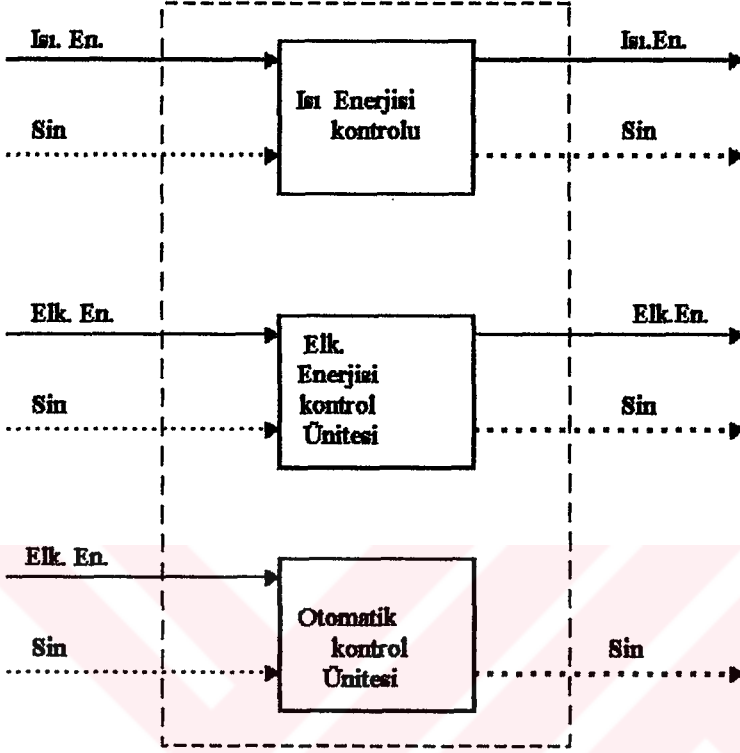 Isı. En.
Isı.En.
Isı Enerjisi
kontrolu
Sin
Sin
Elk. En.
Elk.En.
Elk.
Enerjisi
kontrol
Ünitesi
Sin
Sin
Elk. En.
Otomatik
kontrol
Ünitesi
Sin
Sin